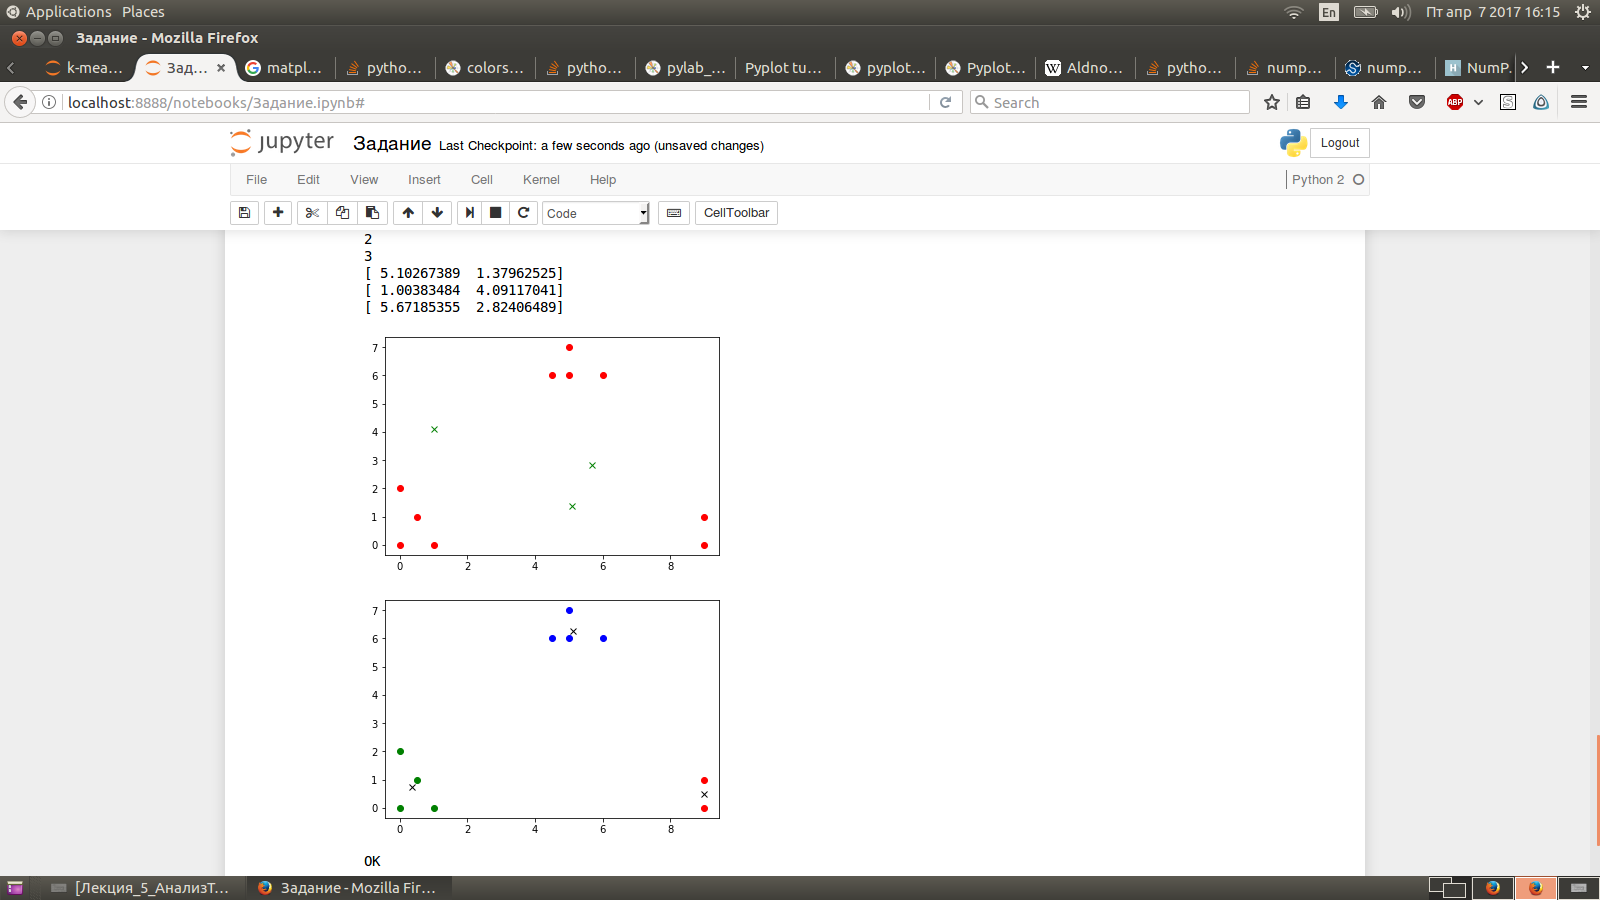 Applications Places
En
Пт апр 7 2017 16:15
Задание - Mozilla Firefox
k-mea...
Зад...
matpl...
pytho...
colors...
pytho...
pylab_...
Pyplot tu...
pyplot...
Pyplot...
W Aldno...
pytho...
nump...
nump...
H NumP.
localhost:8888/notebooks/Задание.ipynb#
Search
ABP
S
jupyter
Задание Last Checkpoint: a few seconds ago (unsaved changes)
Logout
File Edit View Insert Cell Kernel Help
Python 2
Code
CellToolbar
2
3
[ 5.10267389 1.37962525]
[ 1.00383484 4.09117041]
[ 5.67185355 2.82406489]
7
6
5
4
3
2
1
0
0 2 4 6 8
7
6
5
4
3
2
1
0
0 2 4 6 8
OK
[Лекция_5_АнализТ...
Задание - Mozilla Fir...